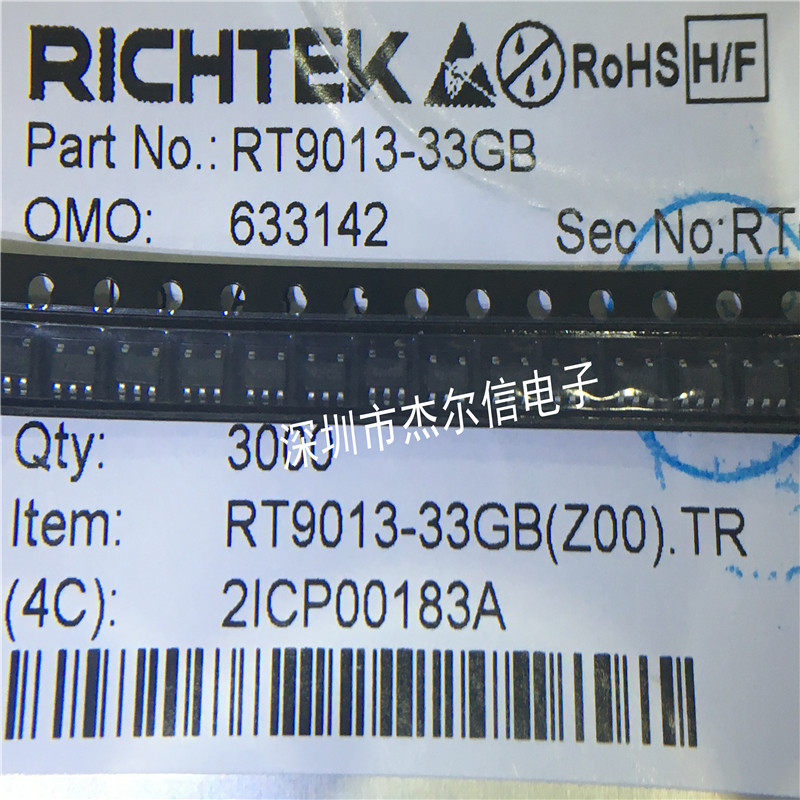 RICHTEK RoHS H/F
Part No.: RT9013-33GB
OMO: 633142 Sec No:RT
深圳市杰尔信电子
Qty: 3000
Item: RT9013-33GB(Z00).TR
(4C): 2ICP00183A